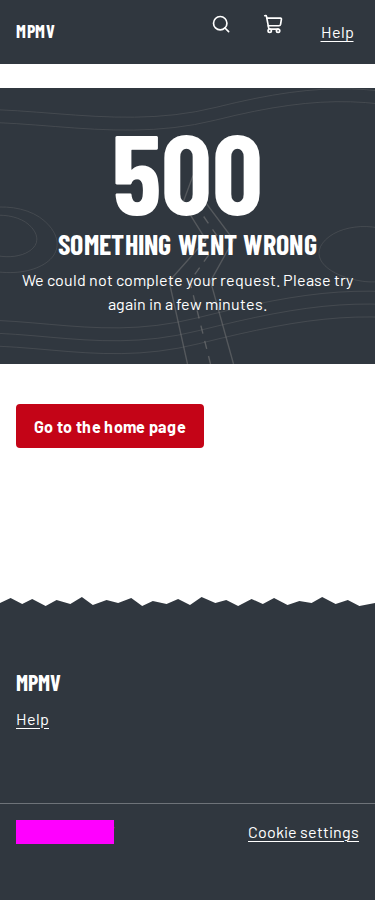 MPMV
Help
500
SOMETHING WENT WRONG
We could not complete your request. Please try
again in a few minutes.
Go to the home page
MPMV
Help
Cookie settings